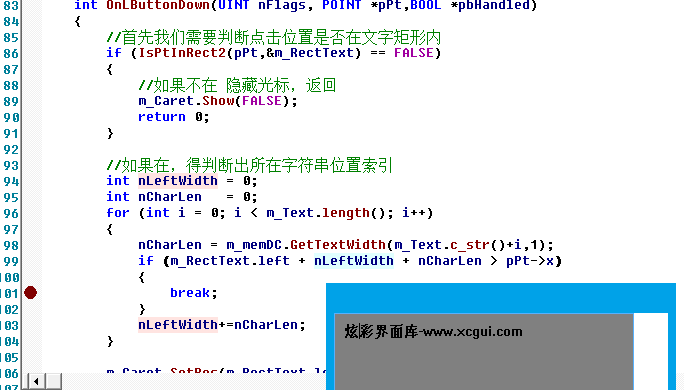 83 int OnLButtonDown(UINT nFlags, POINT *pPt,BOOL *pbHandled)
84 {
85 //首先我们需要判断点击位置是否在文字矩形内
86 if (IsPtInRect2(pPt,&m_RectText) == FALSE)
87 {
88 //如果不在 隐藏光标，返回
89 m_Caret.Show(FALSE);
90 return 0;
91 }
92
93 //如果在，得判断出所在字符串位置索引
94 int nLeftWidth = 0;
95 int nCharLen   = 0;
96 for (int i = 0; i < m_Text.length(); i++)
97 {
98 nCharLen = m_memDC.GetTextWidth(m_Text.c_str()+i,1);
99 if (m_RectText.left + nLeftWidth + nCharLen > pPt->x)
100 {
101 break;
102 }
103 nLeftWidth+=nCharLen;
104 }
105
炫彩界面库-www.xcgui.com
106
107